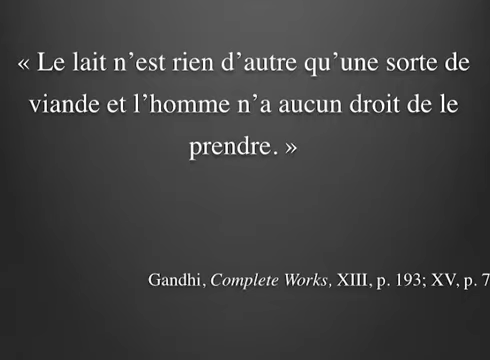 « Le lait n’est rien d’autre qu’une sorte de
viande et l’homme n’a aucun droit de le
prendre. »
Gandhi, Complete Works, XIII, p. 193; XV, p. 7